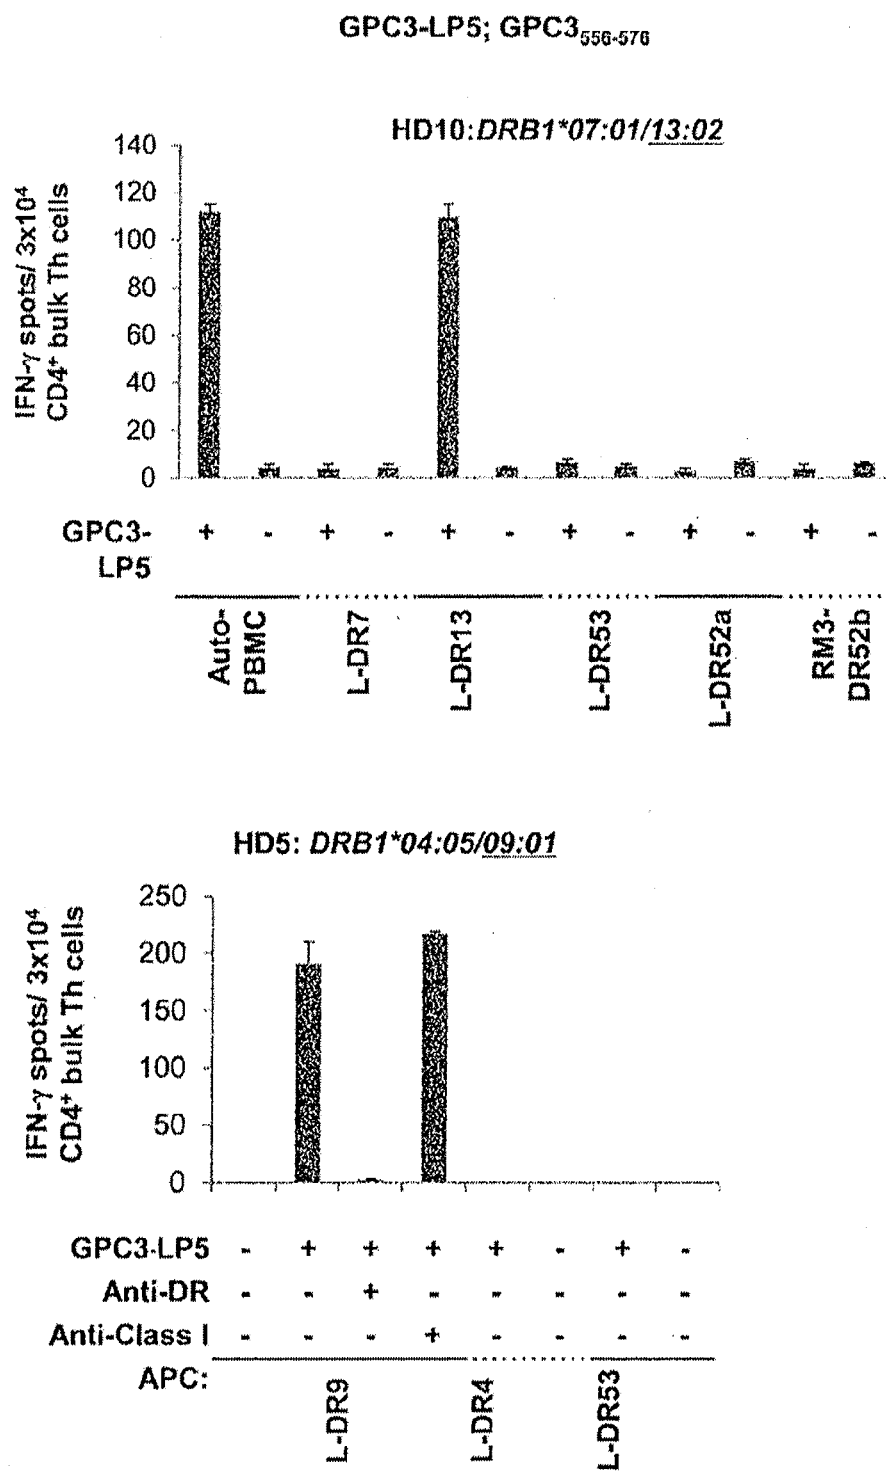 GPC3-LP5; GPC3556-576
HD10:DRB1*07:01/13:02
IFN-γ spots/ 3x10⁴
CD4⁺ bulk Th cells
140
120
100
80
60
40
20
0
GPC3-
LP5
+ - + - + - + - + - + -
Auto-
PBMC
L-DR7
L-DR13
L-DR53
L-DR52a
RM3-
DR52b
HD5: DRB1*04:05/09:01
IFN-γ spots/ 3x10⁴
CD4⁺ bulk Th cells
250
200
150
100
50
0
GPC3-LP5 - + + + + - + -
Anti-DR - - + - - - - -
Anti-Class I - - - + - - - -
APC:
L-DR9
L-DR4
L-DR53